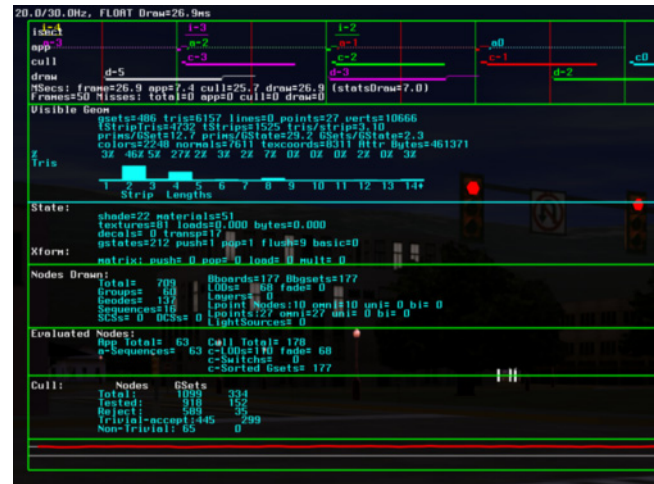 20.0/30.0Hz, FLOAT Draw=26.9ms
isect i-4 i-3 i-2
app a-3 a-2 a-1 a0
cull c-3 c-2 c-1 c0
draw d-5 d-3 d-2
MSecs: frame=26.9 app=7.4 cull=25.7 draw=26.9 (statsDraw=7.0)
Frames=50 Misses: total=0 app=0 cull=0 draw=0
Visible Geom
gsets=486 tris=6157 lines=0 points=27 verts=10666
TStripTris=4732 tStrips=1525 tris/strip=3.10
prims/GSet=12.7 prims/GState=29.2 GSets/GState=2.3
colors=2248 normals=7611 texcoords=8311 Attr Bytes=461371
% 3% 46% 5% 27% 2% 3% 2% 7% 0% 0% 0% 2% 0% 3%
Tris
1 2 3 4 5 6 7 8 9 10 11 12 13 14+
Strip Lengths
State:
shade=22 materials=51
textures=81 loads=0.000 bytes=0.000
decals= 0 transp=17
gstates=212 push=1 pop=1 flush=9 basic=0
Xform:
matrix: push= 0 pop= 0 load= 0 mult= 0
Nodes Drawn:
Total= 709 Bboards=177 Bbgsets=177
Groups= 60 LODs= 68 fade= 0
Geodes= 137 Layers= 0
Sequences=16 Lpoint Nodes:10 omni=10 uni= 0 bi= 0
SCSs= 0 DCSs= 0 Lpoints:27 omni=27 uni= 0 bi= 0
LightSources= 0
Evaluated Nodes:
App Total= 63 Cull Total= 178
a-Sequences= 63 c-LODs=110 fade= 68
c-Switchs= 0
c-Sorted Gsets= 177
Cull: Nodes GSets
Total: 1099 334
Tested: 918 152
Reject: 589 35
Trivial-accept:445 299
Non-Trivial: 65 0